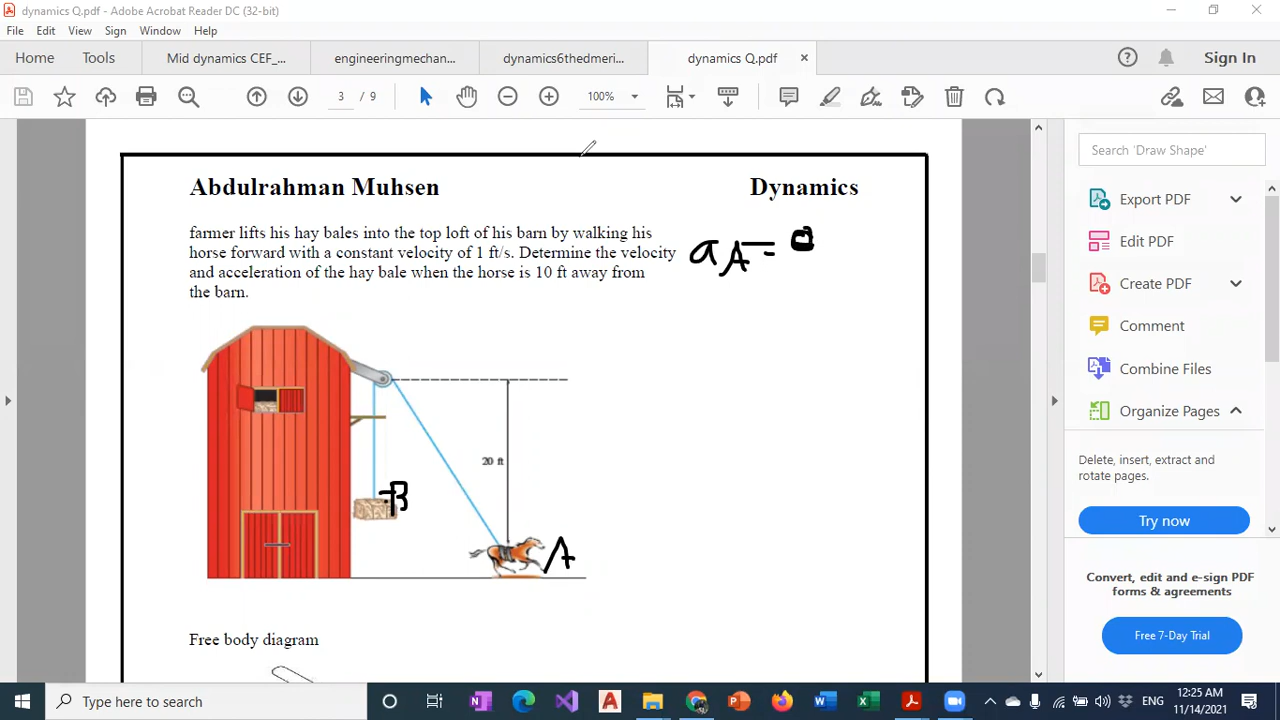 dynamics Q.pdf - Adobe Acrobat Reader DC (32-bit)
File Edit View Sign Window Help
Home Tools Mid dynamics CEF_... engineeringmechan... dynamics6thedmeri... dynamics Q.pdf Sign In
3 / 9 100%
Abdulrahman Muhsen Dynamics
farmer lifts his hay bales into the top loft of his barn by walking his
horse forward with a constant velocity of 1 ft/s. Determine the velocity
and acceleration of the hay bale when the horse is 10 ft away from
the barn.
aA = 0
20 ft
B
A
Free body diagram
Search 'Draw Shape'
Export PDF
Edit PDF
Create PDF
Comment
Combine Files
Organize Pages
Delete, insert, extract and
rotate pages.
Try now
Convert, edit and e-sign PDF
forms & agreements
Free 7-Day Trial
Type here to search
ENG
12:25 AM
11/14/2021